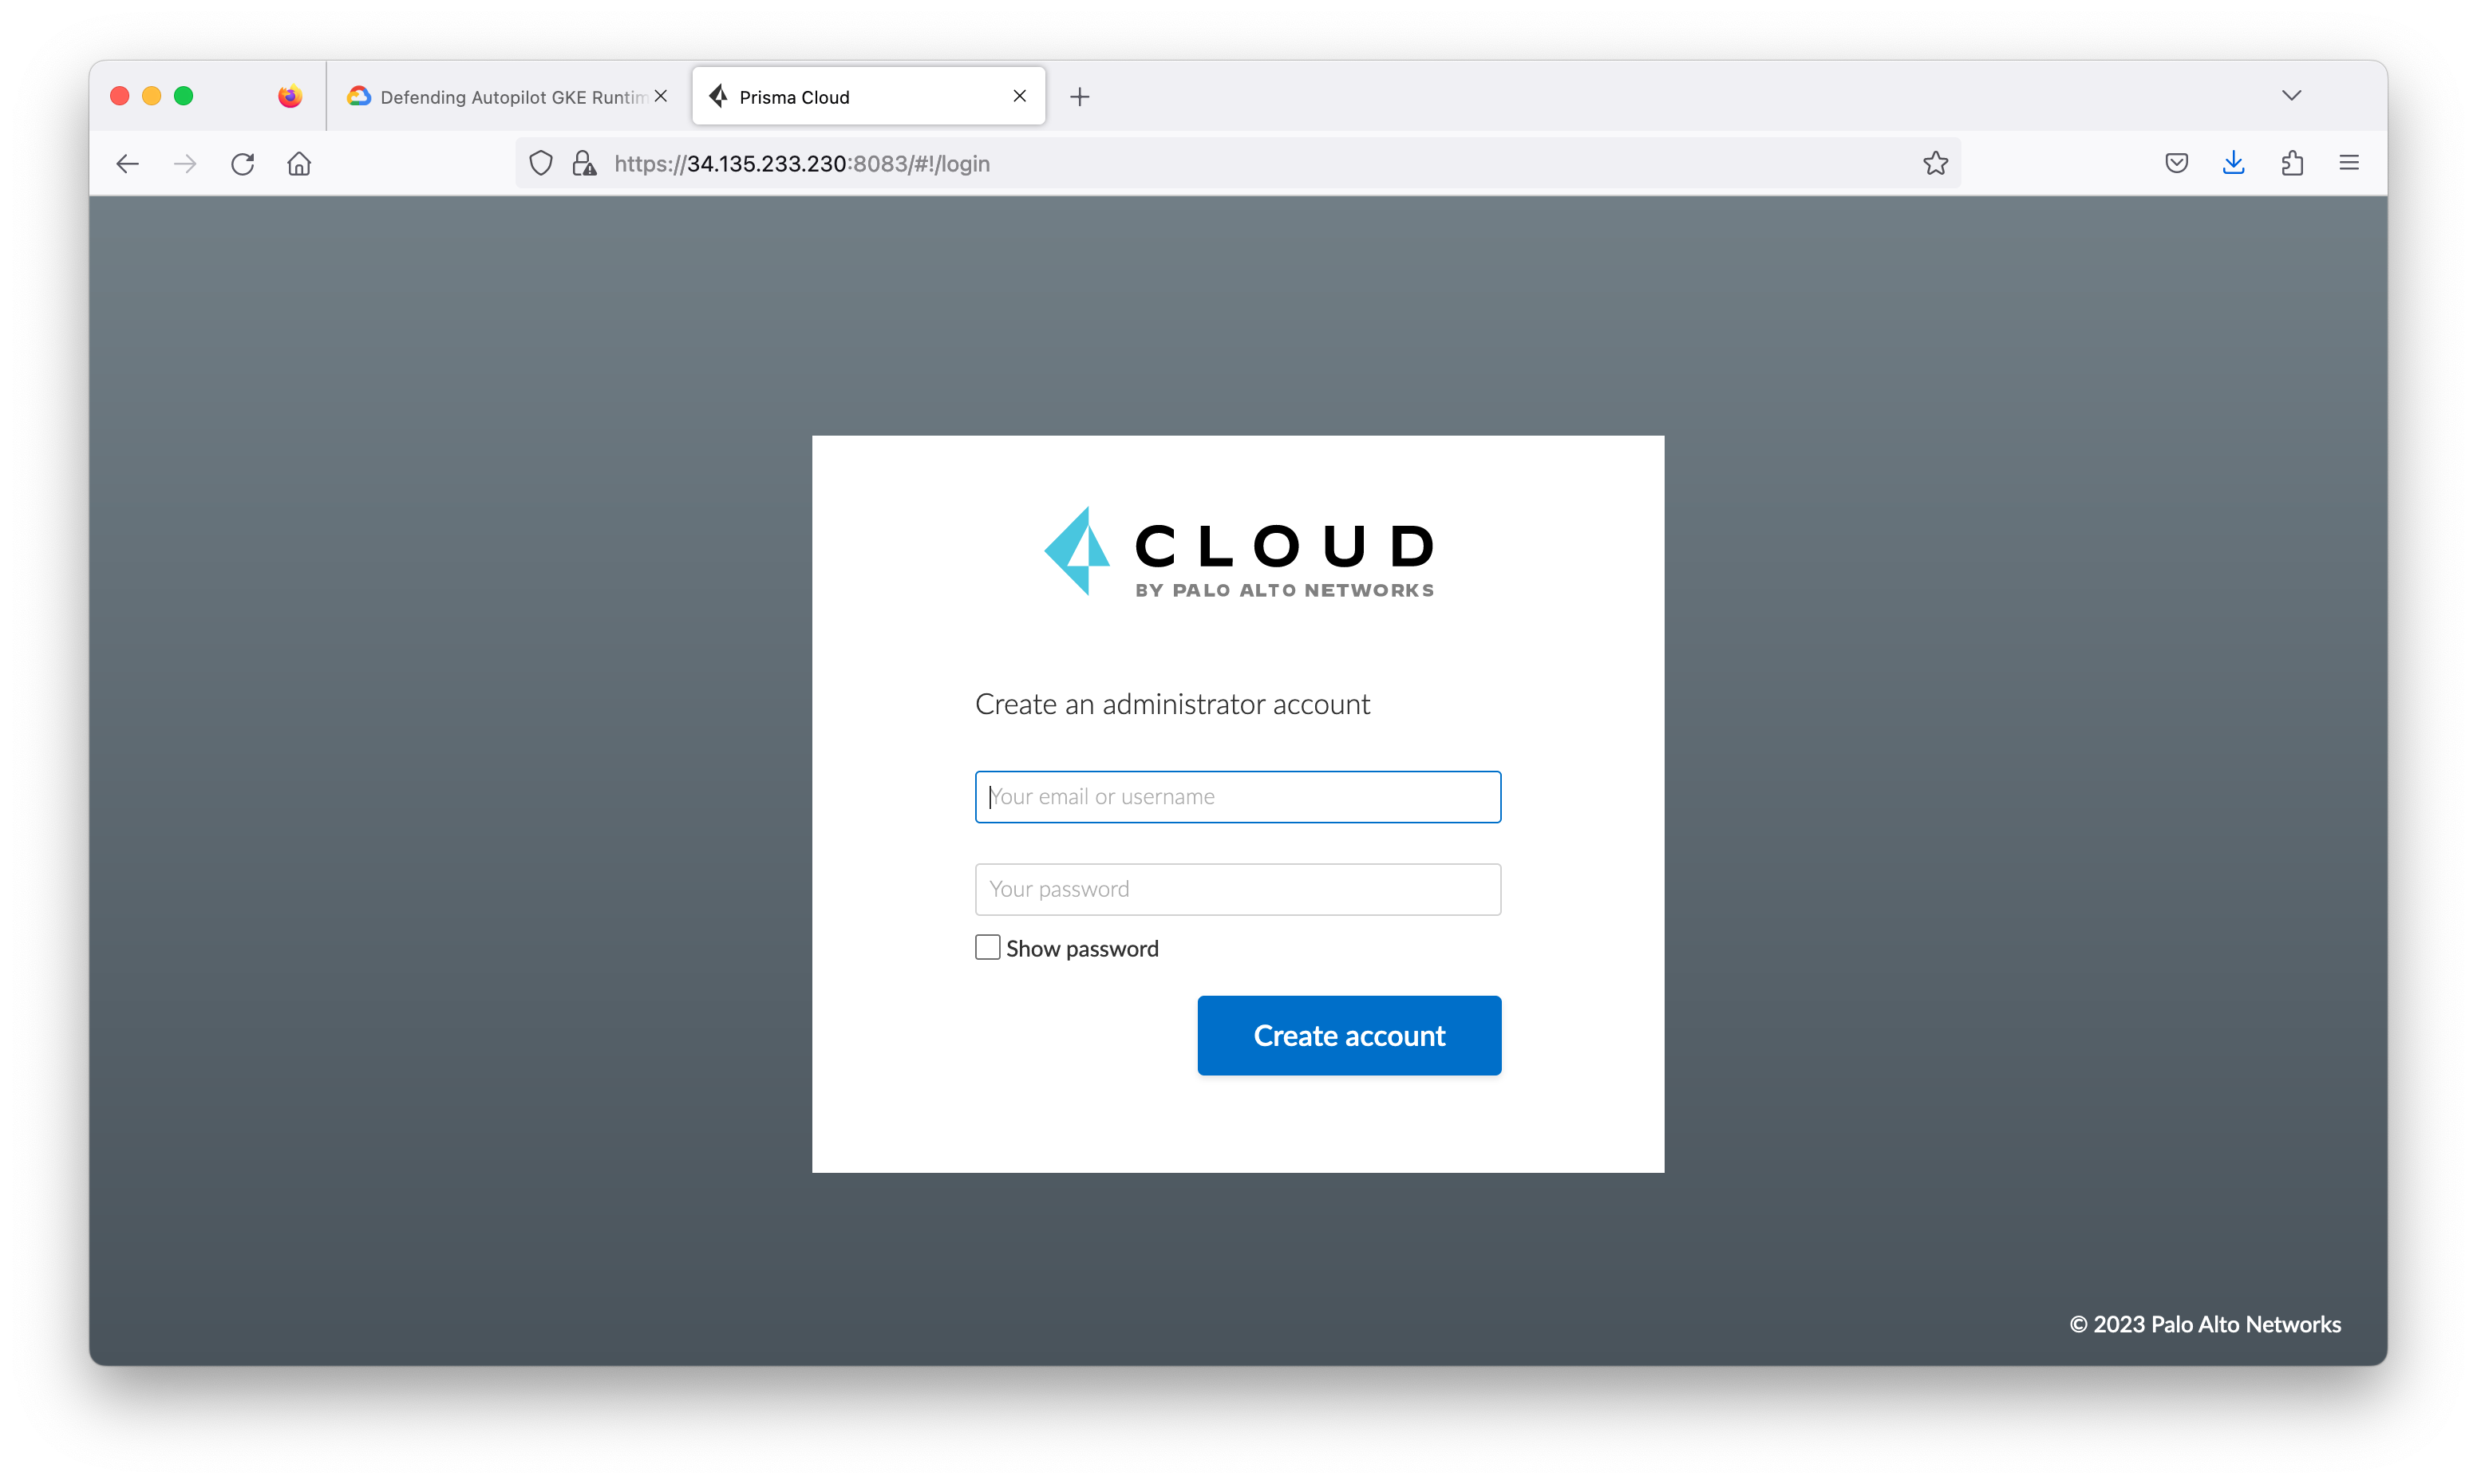 Defending Autopilot GKE Runtim
Prisma Cloud
https://34.135.233.230:8083/#!/login
CLOUD
BY PALO ALTO NETWORKS
Create an administrator account
Your email or username
Your password
Show password
Create account
© 2023 Palo Alto Networks